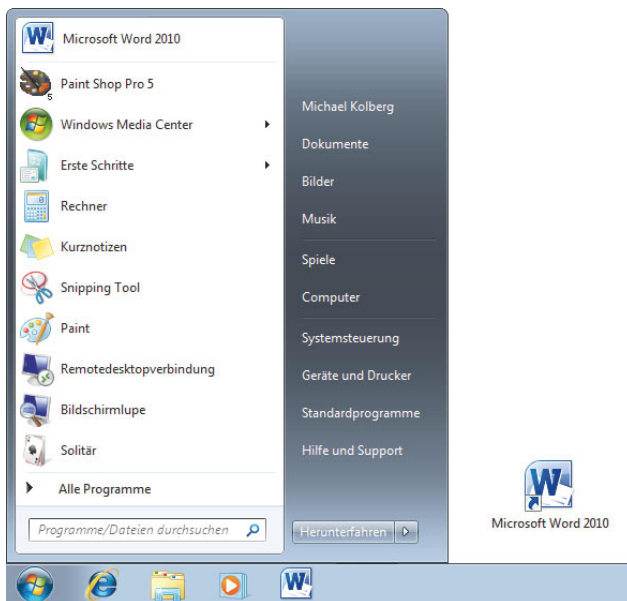 Microsoft Word 2010
Paint Shop Pro 5
Windows Media Center
Erste Schritte
Rechner
Kurznotizen
Snipping Tool
Paint
Remotedesktopverbindung
Bildschirmlupe
Solitär
Alle Programme
Programme/Dateien durchsuchen
Michael Kolberg
Dokumente
Bilder
Musik
Spiele
Computer
Systemsteuerung
Geräte und Drucker
Standardprogramme
Hilfe und Support
Herunterfahren
Microsoft Word 2010